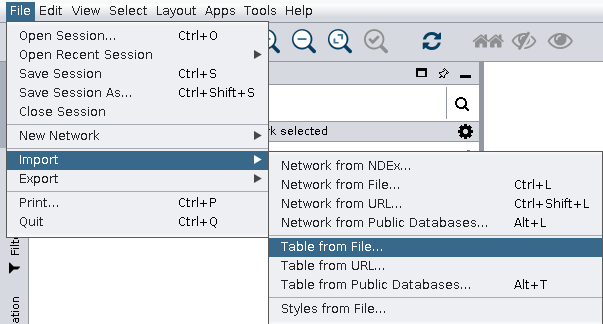 File Edit View Select Layout Apps Tools Help
Open Session... Ctrl+O
Open Recent Session
Save Session Ctrl+S
Save Session As... Ctrl+Shift+S
Close Session
New Network
rk selected
Import
Export
Print... Ctrl+P
Quit Ctrl+Q
Network from NDEx...
Network from File... Ctrl+L
Network from URL... Ctrl+Shift+L
Network from Public Databases... Alt+L
Table from File...
Table from URL...
Table from Public Databases... Alt+T
Styles from File...
Filte
ation